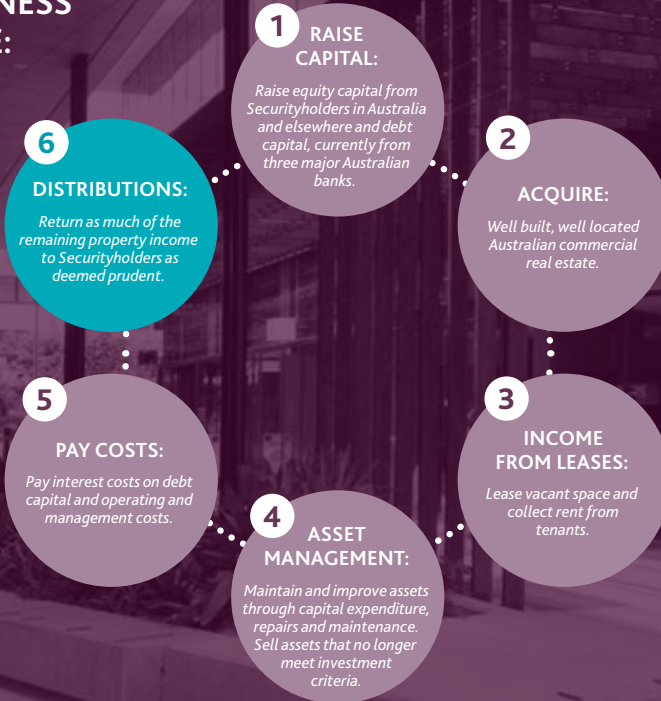 NESS
E:
1
RAISE
CAPITAL:
Raise equity capital from
Securityholders in Australia
and elsewhere and debt
capital, currently from
three major Australian
banks.
2
ACQUIRE:
Well built, well located
Australian commercial
real estate.
3
INCOME
FROM LEASES:
Lease vacant space and
collect rent from
tenants.
4
ASSET
MANAGEMENT:
Maintain and improve assets
through capital expenditure,
repairs and maintenance.
Sell assets that no longer
meet investment
criteria.
5
PAY COSTS:
Pay interest costs on debt
capital and operating and
management costs.
6
DISTRIBUTIONS:
Return as much of the
remaining property income
to Securityholders as
deemed prudent.